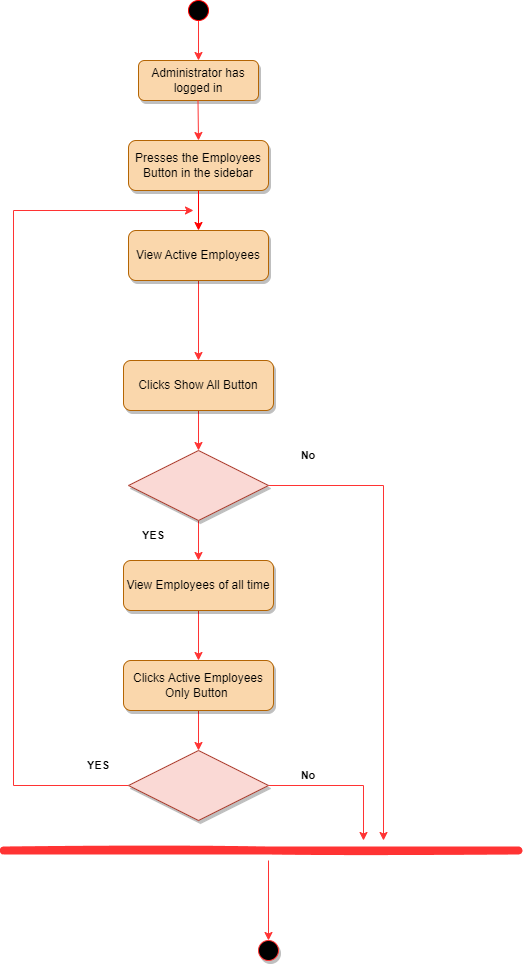 Administrator has
logged in
Presses the Employees
Button in the sidebar
View Active Employees
Clicks Show All Button
No
YES
View Employees of all time
Clicks Active Employees
Only Button
YES
No